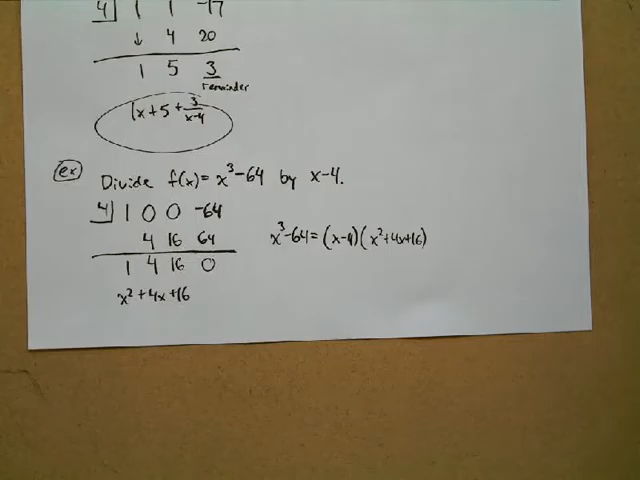 4 1 1 -17
↓ 4 20
1 5 3
remainder
1x+5+3/(x-4)
ex Divide f(x)=x³-64 by x-4.
4 1 0 0 -64
4 16 64
1 4 16 0
x²+4x+16
x³-64=(x-4)(x²+4x+16)